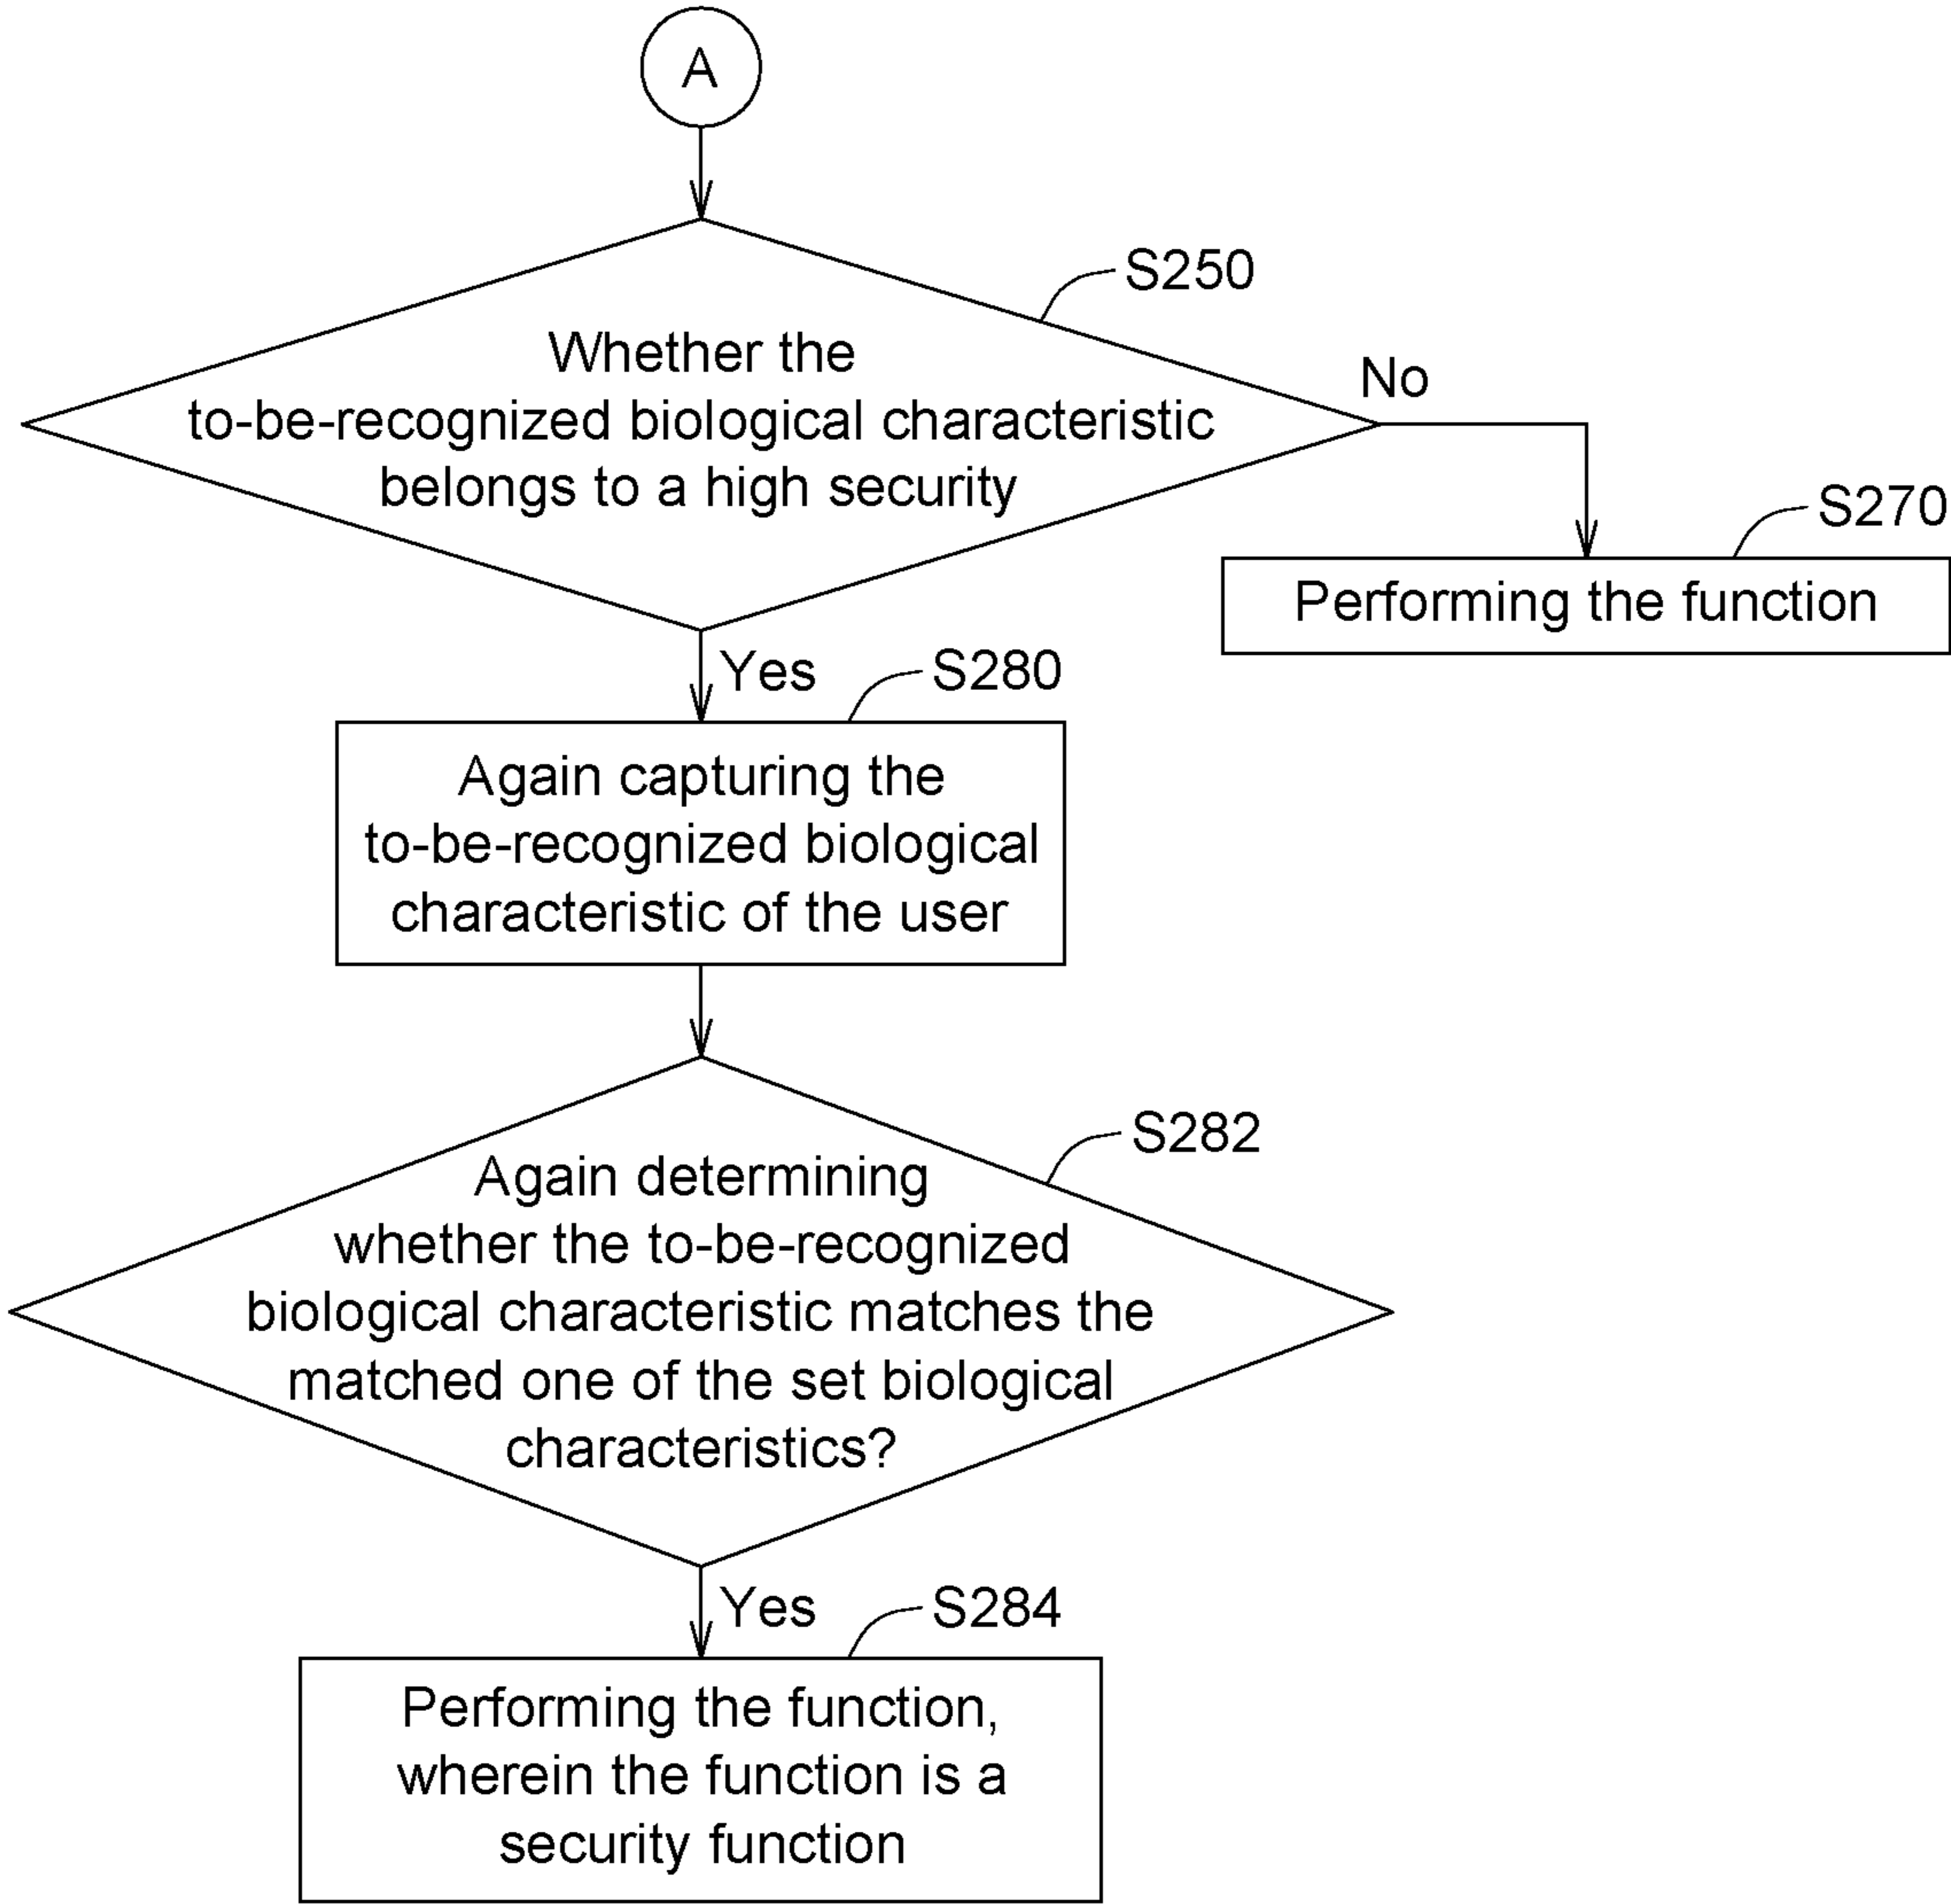 A
S250
Whether the
to-be-recognized biological characteristic
belongs to a high security
No
S270
Performing the function
Yes
S280
Again capturing the
to-be-recognized biological
characteristic of the user
S282
Again determining
whether the to-be-recognized
biological characteristic matches the
matched one of the set biological
characteristics?
Yes
S284
Performing the function,
wherein the function is a
security function